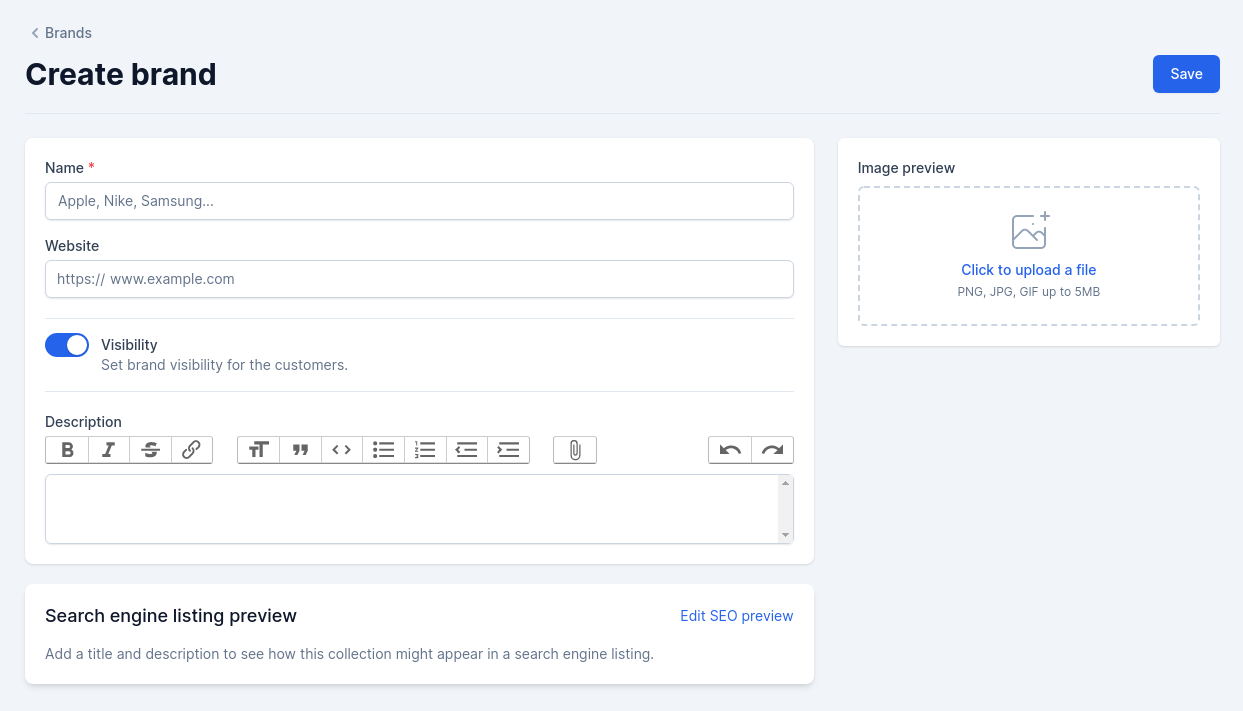 Brands
Create brand
Save
Name *
Apple, Nike, Samsung...
Website
https:// www.example.com
Visibility
Set brand visibility for the customers.
Description
Search engine listing preview
Edit SEO preview
Add a title and description to see how this collection might appear in a search engine listing.
Image preview
Click to upload a file
PNG, JPG, GIF up to 5MB